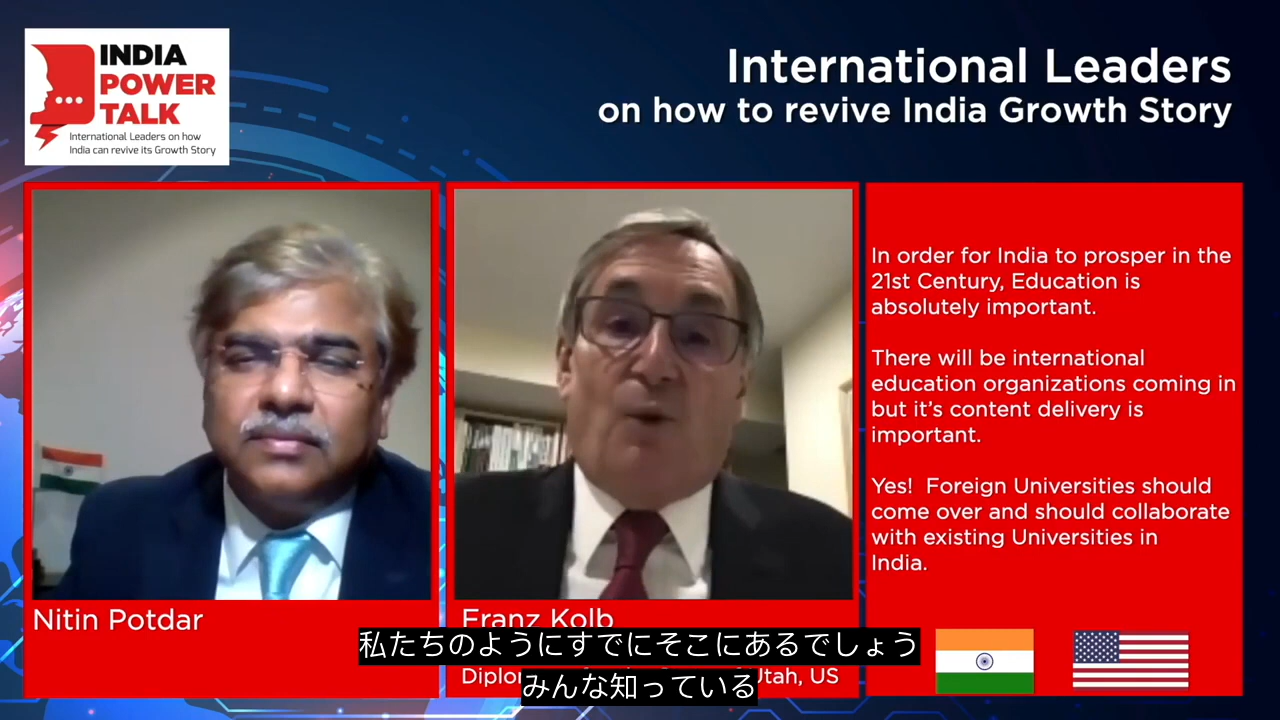 INDIA
POWER
TALK
International Leaders on how
India can revive its Growth Story
International Leaders
on how to revive India Growth Story
In order for India to prosper in the
21st Century, Education is
absolutely important.
There will be international
education organizations coming in
but it's content delivery is
important.
Yes! Foreign Universities should
come over and should collaborate
with existing Universities in
India.
Nitin Potdar
Franz Kolb
Utah, US
私たちのようにすでにそこにあるでしょう
みんな知っている